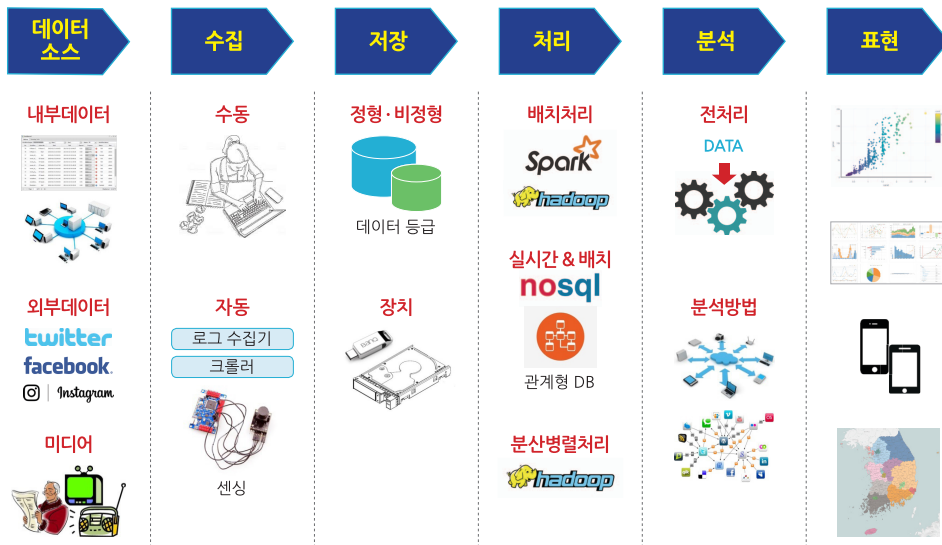 데이터
소스
수집
저장
처리
분석
표현
내부데이터
외부데이터
twitter
facebook.
Instagram
미디어
수동
자동
로그 수집기
크롤러
센싱
정형·비정형
데이터 등급
장치
배치처리
Spark
hadoop
실시간 & 배치
nosql
관계형 DB
분산병렬처리
hadoop
전처리
DATA
분석방법